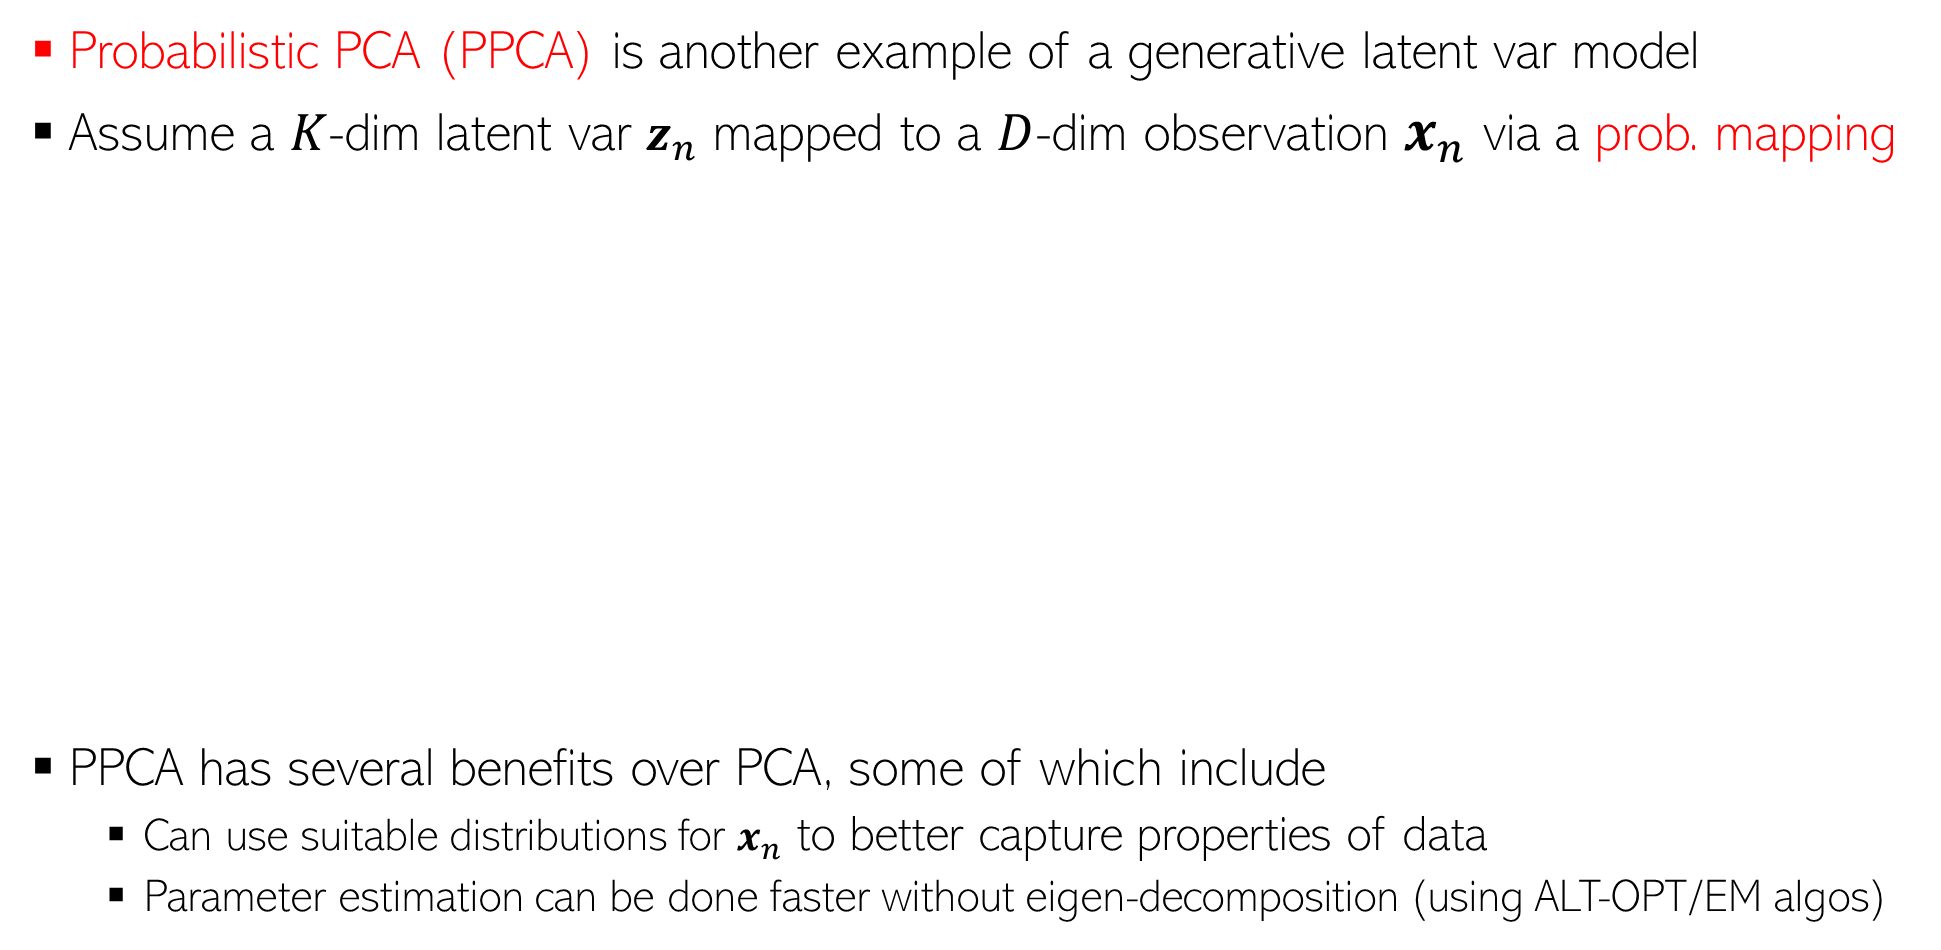 ▪ Probabilistic PCA (PPCA) is another example of a generative latent var model
▪ Assume a K-dim latent var zₙ mapped to a D-dim observation xₙ via a prob. mapping
▪ PPCA has several benefits over PCA, some of which include
▪ Can use suitable distributions for xₙ to better capture properties of data
▪ Parameter estimation can be done faster without eigen-decomposition (using ALT-OPT/EM algos)